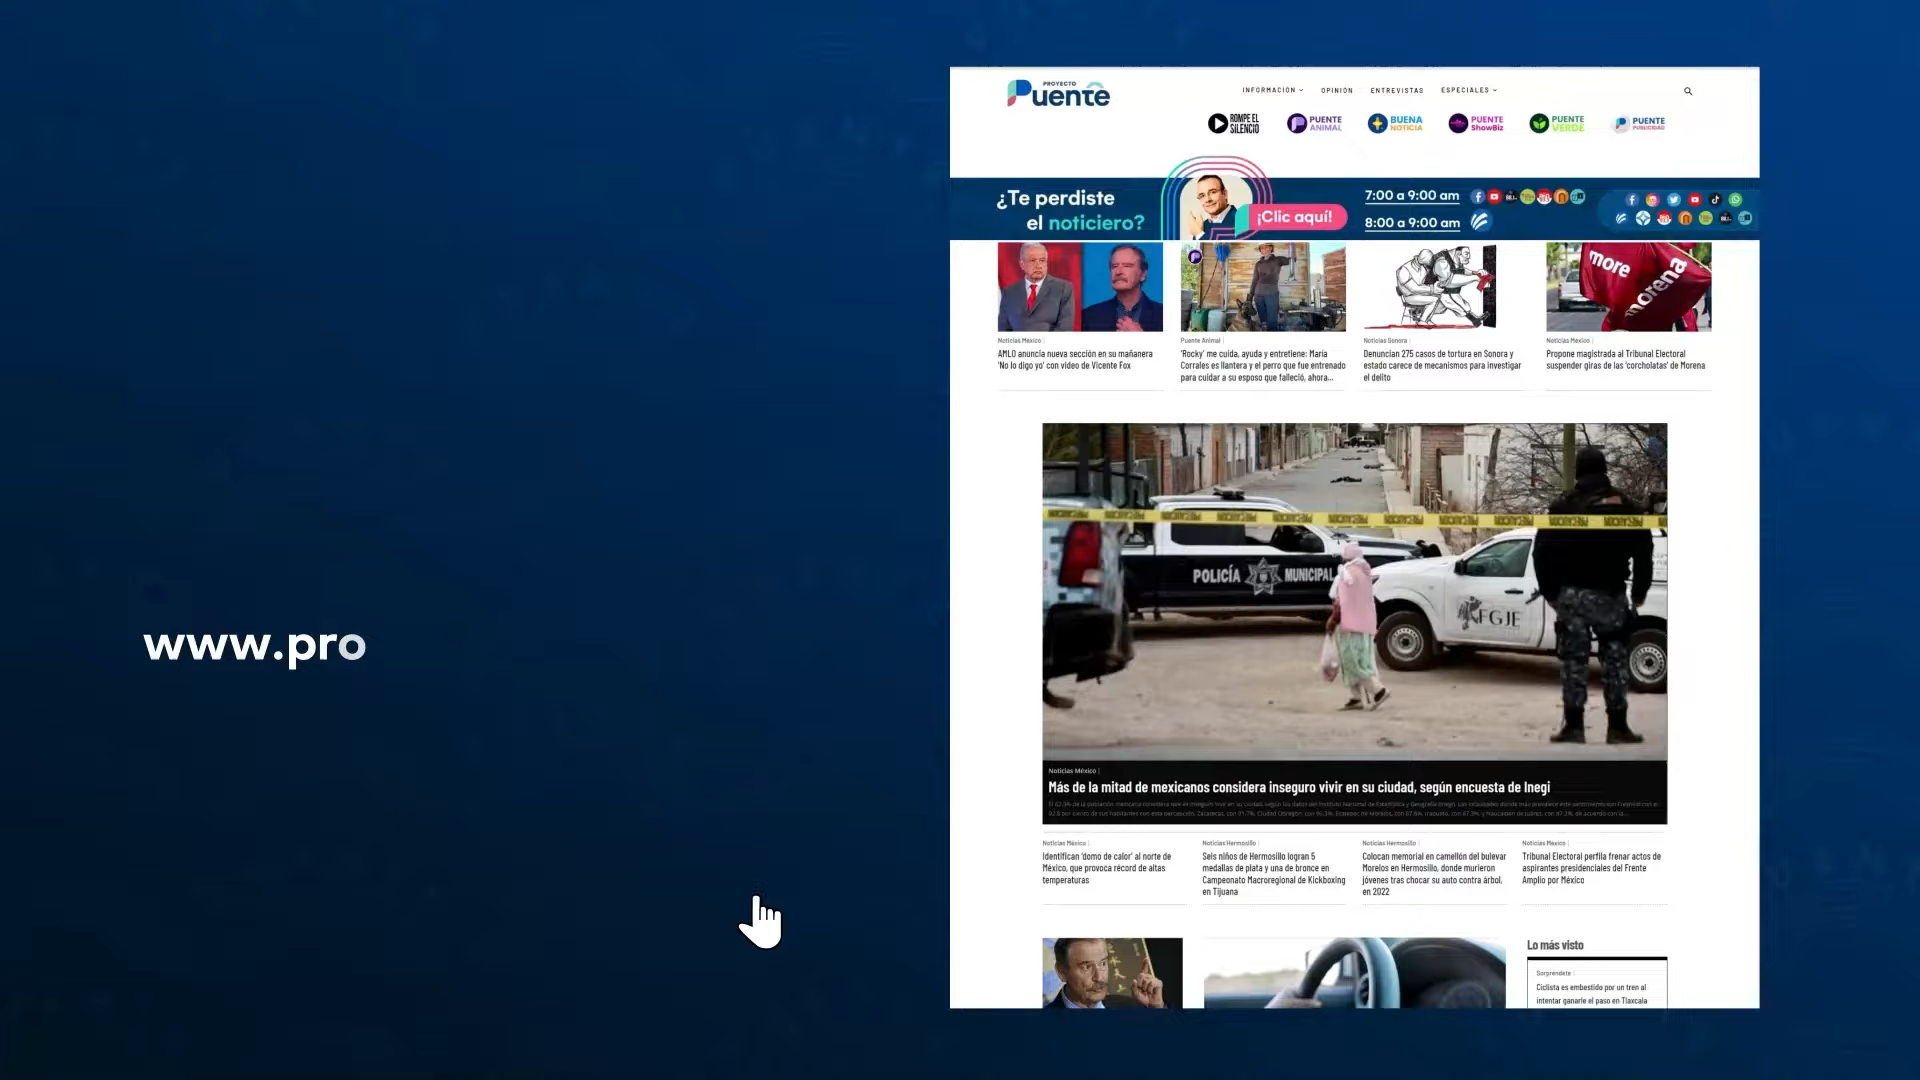 www.pro
PROYECTO
Puente
INFORMACIÓN
OPINIÓN
ENTREVISTAS
ESPECIALES
ROMPE EL
SILENCIO
PUENTE
ANIMAL
BUENA
NOTICIA
PUENTE
ShowBiz
PUENTE
VERDE
PUENTE
PUBLICIDAD
¿Te perdiste
el noticiero?
¡Clic aquí!
7:00 a 9:00 am
8:00 a 9:00 am
more
morena
Noticias México |
AMLO anuncia nueva sección en su mañanera
'No lo digo yo' con video de Vicente Fox
Puente Animal |
'Rocky' me cuida, ayuda y entretiene: María
Corrales es llantera y el perro que fue entrenado
para cuidar a su esposo que falleció, ahora...
Noticias Sonora |
Denuncian 275 casos de tortura en Sonora y
estado carece de mecanismos para investigar
el delito
Noticias México |
Propone magistrada al Tribunal Electoral
suspender giras de las 'corcholatas' de Morena
POLICÍA MUNICIPAL
FGJE
Noticias México |
Más de la mitad de mexicanos considera inseguro vivir en su ciudad, según encuesta de Inegi
Noticias México |
Identifican 'domo de calor' al norte de
México, que provoca récord de altas
temperaturas
Noticias Hermosillo |
Seis niños de Hermosillo logran 5
medallas de plata y una de bronce en
Campeonato Macroregional de Kickboxing
en Tijuana
Noticias Hermosillo |
Colocan memorial en camellón del bulevar
Morelos en Hermosillo, donde murieron
jóvenes tras chocar su auto contra árbol,
en 2022
Noticias México |
Tribunal Electoral perfila frenar actos de
aspirantes presidenciales del Frente
Amplio por México
Lo más visto
Sorpréndete |
Ciclista es embestido por un tren al
intentar ganarle el paso en Tlaxcala